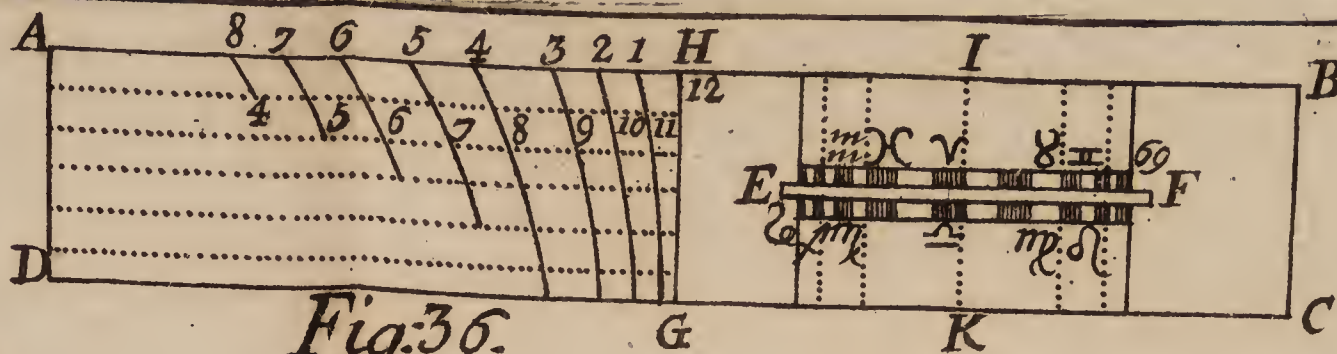 A 8 7 6 5 4 3 2 1 H I B
12
4 5 6 7 8 9 10 11
♓ ♈ ♉ ♊ ♋
E F
♑ ♐ ♏ ♎ ♍ ♌
D G K C
Fig:36.